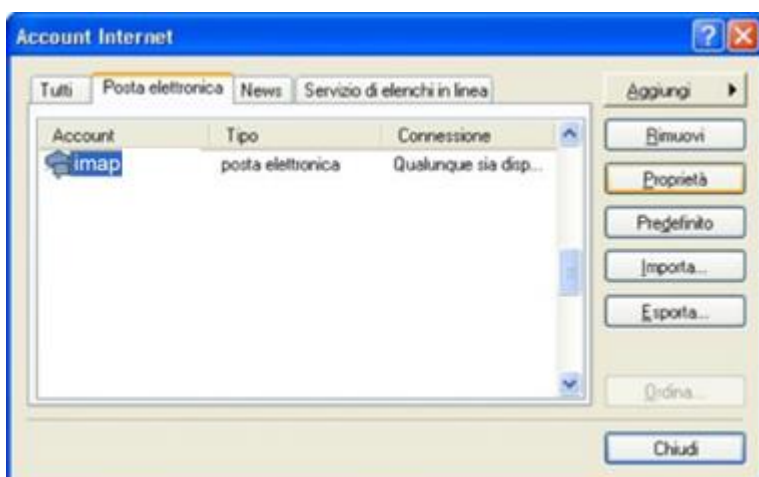 Account Internet
Tutti Posta elettronica News Servizio di elenchi in linea
Aggiungi
Account Tipo Connessione
Rimuovi
imap posta elettronica Qualunque sia disp...
Proprietà
Predefinito
Importa...
Esporta...
Ordina...
Chiudi